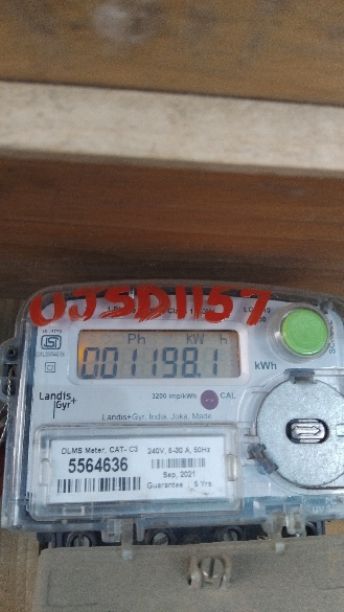 OJSD1157
Ph kW h
001198.1
kWh
Landis+
Gyr
3200 imp/kWh
CAL
Landis+Gyr, India, Joka, Made
DLMS Meter, CAT- C3
5564636
240V, 5-30 A, 50Hz
Sep, 2021
Guarantee 5 Yrs.